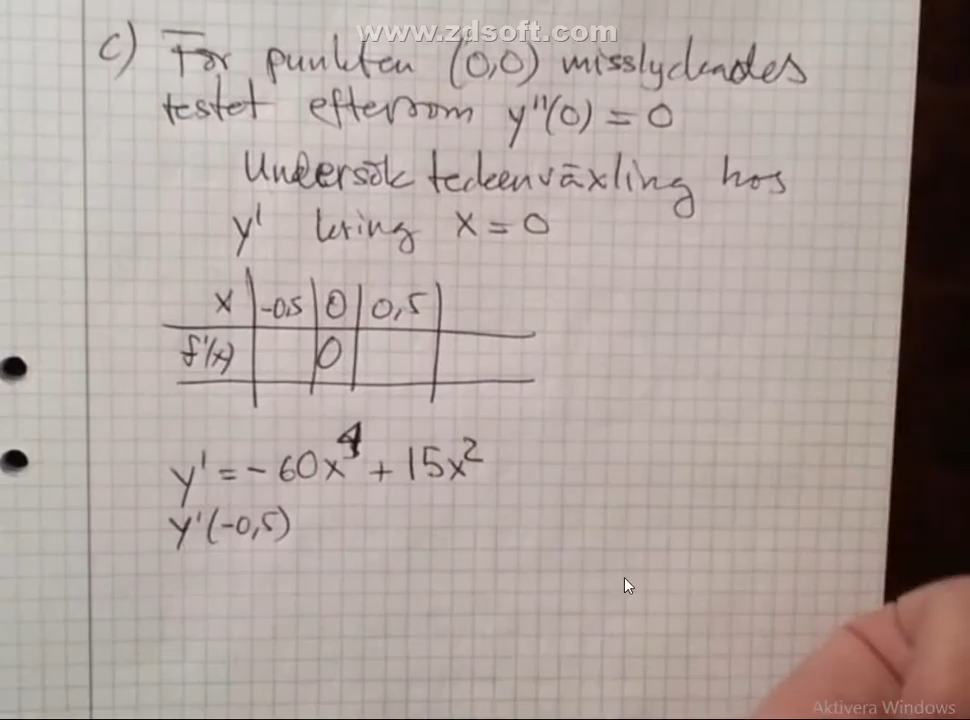 www.zdsoft.com
c) För punkten (0,0) misslyckades
testet eftersom y''(0) = 0
Undersök teckenväxling hos
y' kring x = 0
x -0,5 0 0,5
f'(x) 0
y' = -60x⁴ + 15x²
y'(-0,5)
Aktivera Windows